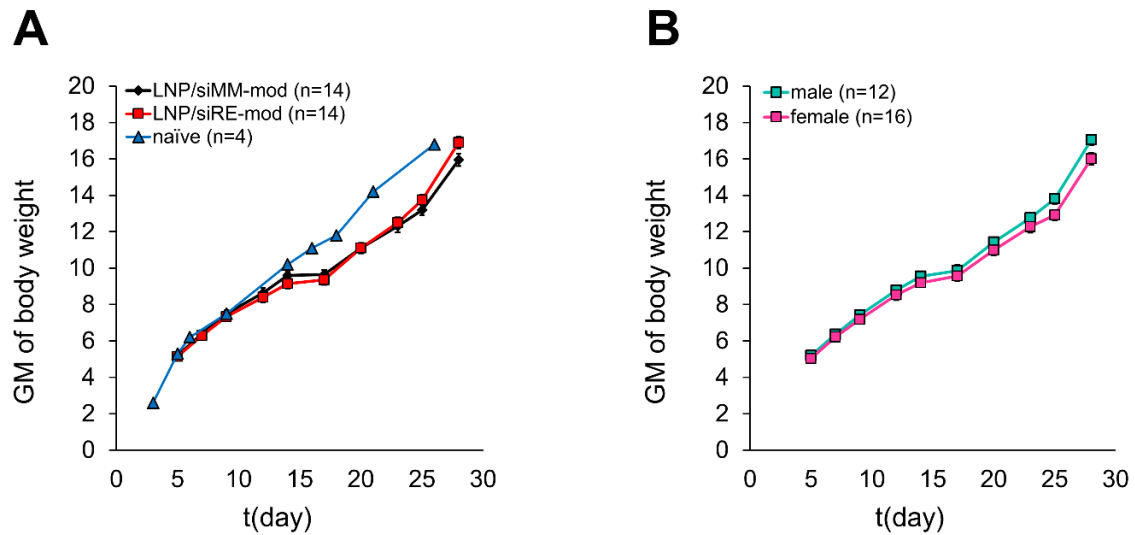 A
LNP/siMM-mod (n=14)
LNP/siRE-mod (n=14)
naïve (n=4)
GM of body weight
20
18
16
14
12
10
8
6
4
2
0
0 5 10 15 20 25 30
t(day)
B
male (n=12)
female (n=16)
GM of body weight
20
18
16
14
12
10
8
6
4
2
0
0 5 10 15 20 25 30
t(day)